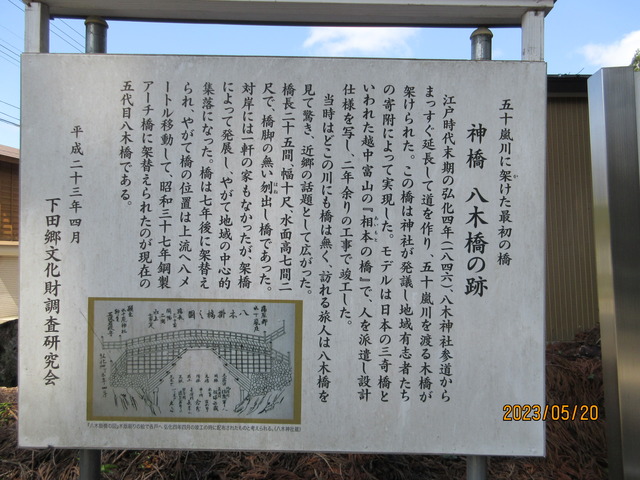 五十嵐川に架けた最初の橋
神橋 八木橋の跡
江戸時代末期の弘化四年(一八四六)、八木神社参道から
まっすぐ延長して道を作り、五十嵐川を渡る木橋が
架けられた。この橋は神社が発議し地域有志者たち
の寄附によって実現した。モデルは日本の三奇橋と
いわれた越中富山の『相本の橋』で、人を派遣し設計
仕様を写し、二年余りの工事で竣工した。
当時はどこの川にも橋は無く、訪れる旅人は八木橋を
見て驚き、近郷の話題として広がった。
橋長二十五間、幅十尺、水面高七間二
尺で、橋脚の無い刎出し橋であった。
対岸には一軒の家もなかったが、架橋
によって発展し、やがて地域の中心的
集落になった。橋は七年後に架替え
られ、やがて橋の位置は上流へ八メ
ートル移動して、昭和三十七年鋼製
アーチ橋に架替えられたのが現在の
五代目八木橋である。
平成二十三年四月
下田郷文化財調査研究会
2023/05/20